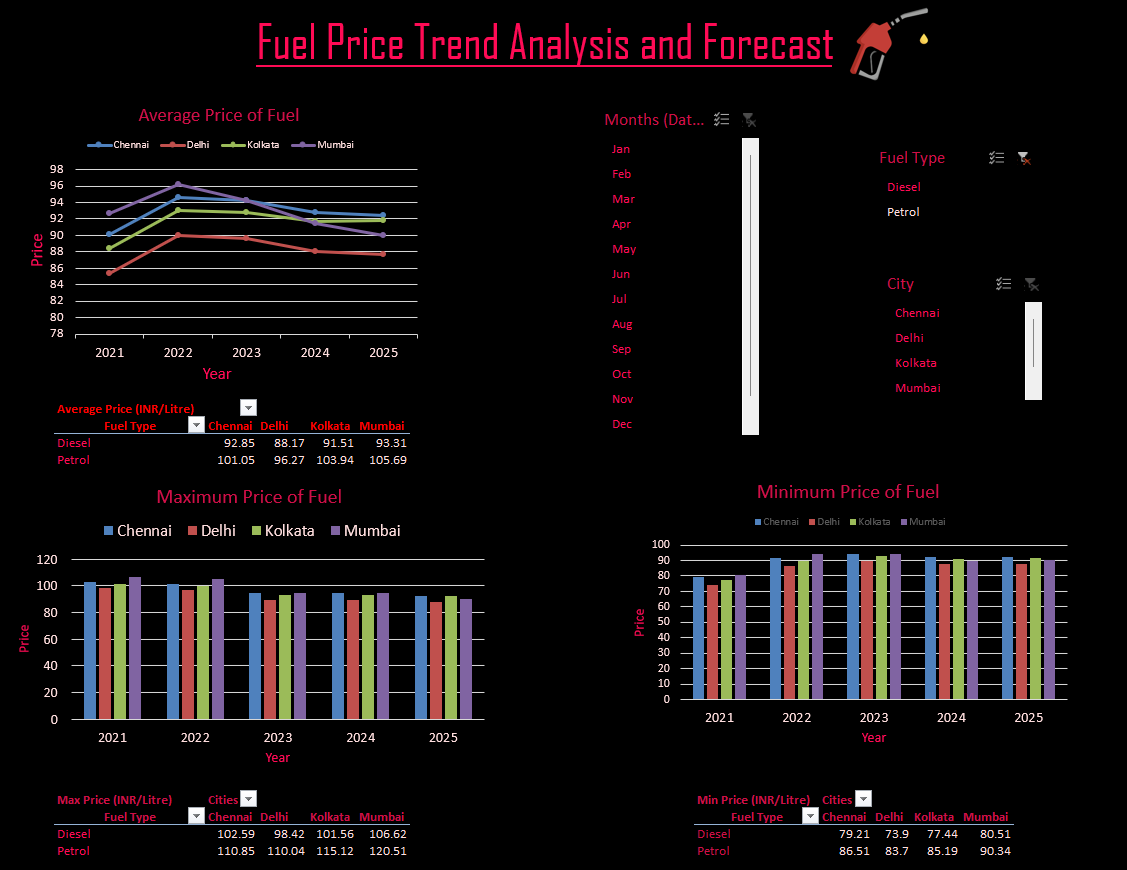 Fuel Price Trend Analysis and Forecast
Average Price of Fuel
Chennai Delhi Kolkata Mumbai
98
96
94
92
90
88
86
84
82
80
78
Price
2021 2022 2023 2024 2025
Year
Average Price (INR/Litre)
Fuel Type Chennai Delhi Kolkata Mumbai
Diesel 92.85 88.17 91.51 93.31
Petrol 101.05 96.27 103.94 105.69
Months (Dat...
Jan
Feb
Mar
Apr
May
Jun
Jul
Aug
Sep
Oct
Nov
Dec
Fuel Type
Diesel
Petrol
City
Chennai
Delhi
Kolkata
Mumbai
Maximum Price of Fuel
Chennai Delhi Kolkata Mumbai
120
100
80
60
40
20
0
Price
2021 2022 2023 2024 2025
Year
Max Price (INR/Litre) Cities
Fuel Type Chennai Delhi Kolkata Mumbai
Diesel 102.59 98.42 101.56 106.62
Petrol 110.85 110.04 115.12 120.51
Minimum Price of Fuel
Chennai Delhi Kolkata Mumbai
100
90
80
70
60
50
40
30
20
10
0
Price
2021 2022 2023 2024 2025
Year
Min Price (INR/Litre) Cities
Fuel Type Chennai Delhi Kolkata Mumbai
Diesel 79.21 73.9 77.44 80.51
Petrol 86.51 83.7 85.19 90.34